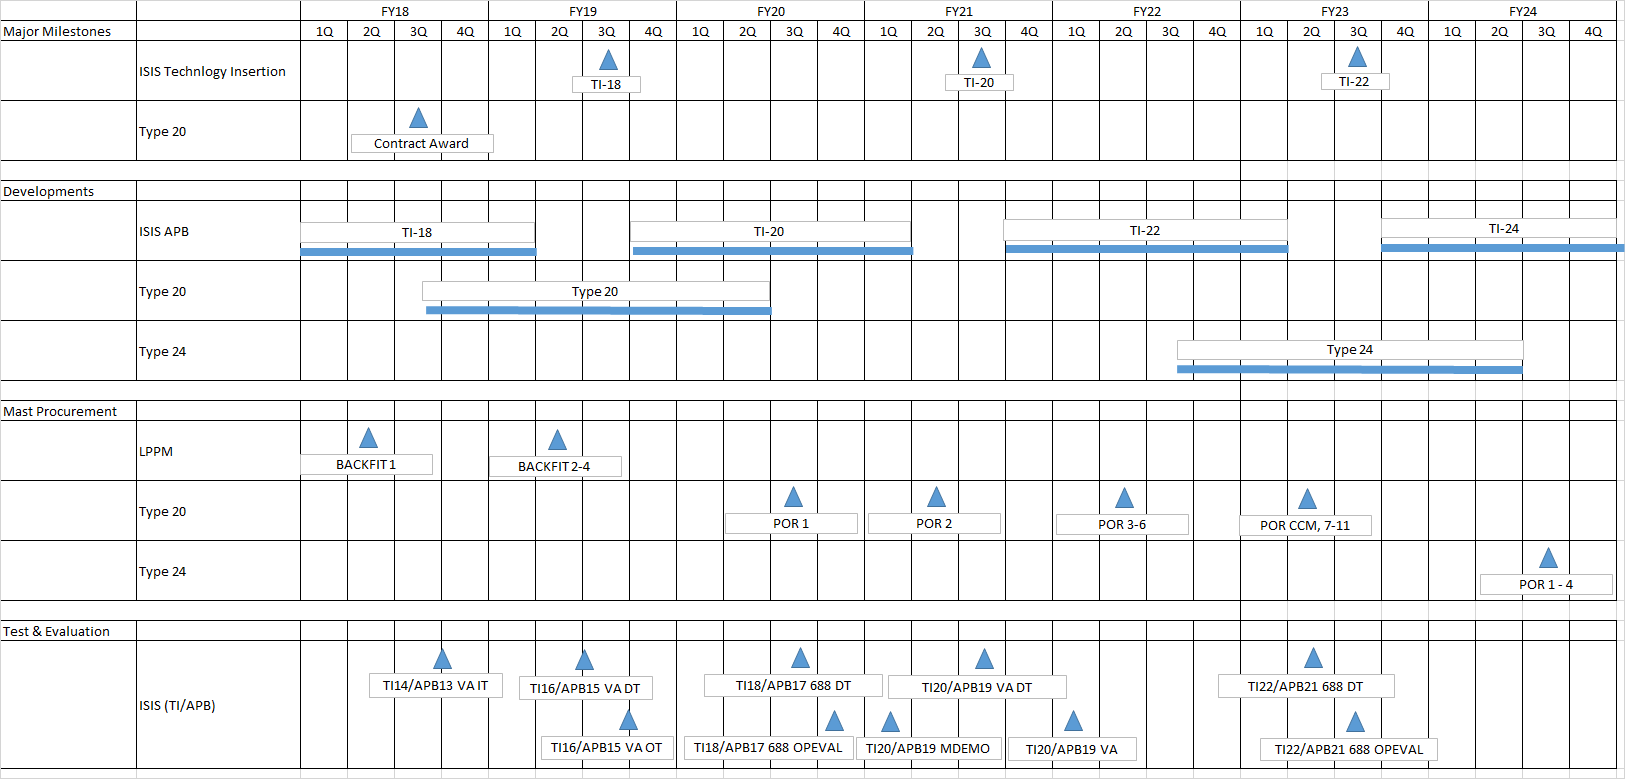 FY18 FY19 FY20 FY21 FY22 FY23 FY24
Major Milestones 1Q 2Q 3Q 4Q 1Q 2Q 3Q 4Q 1Q 2Q 3Q 4Q 1Q 2Q 3Q 4Q 1Q 2Q 3Q 4Q 1Q 2Q 3Q 4Q 1Q 2Q 3Q 4Q
ISIS Technlogy Insertion
TI-18 TI-20 TI-22
Type 20
Contract Award
Developments
ISIS APB TI-18 TI-20 TI-22 TI-24
Type 20 Type 20
Type 24 Type 24
Mast Procurement
LPPM
BACKFIT 1 BACKFIT 2-4
Type 20
POR 1 POR 2 POR 3-6 POR CCM, 7-11
Type 24
POR 1 - 4
Test & Evaluation
TI14/APB13 VA IT TI16/APB15 VA DT TI18/APB17 688 DT TI20/APB19 VA DT TI22/APB21 688 DT
ISIS (TI/APB)
TI16/APB15 VA OT TI18/APB17 688 OPEVAL TI20/APB19 MDEMO TI20/APB19 VA TI22/APB21 688 OPEVAL